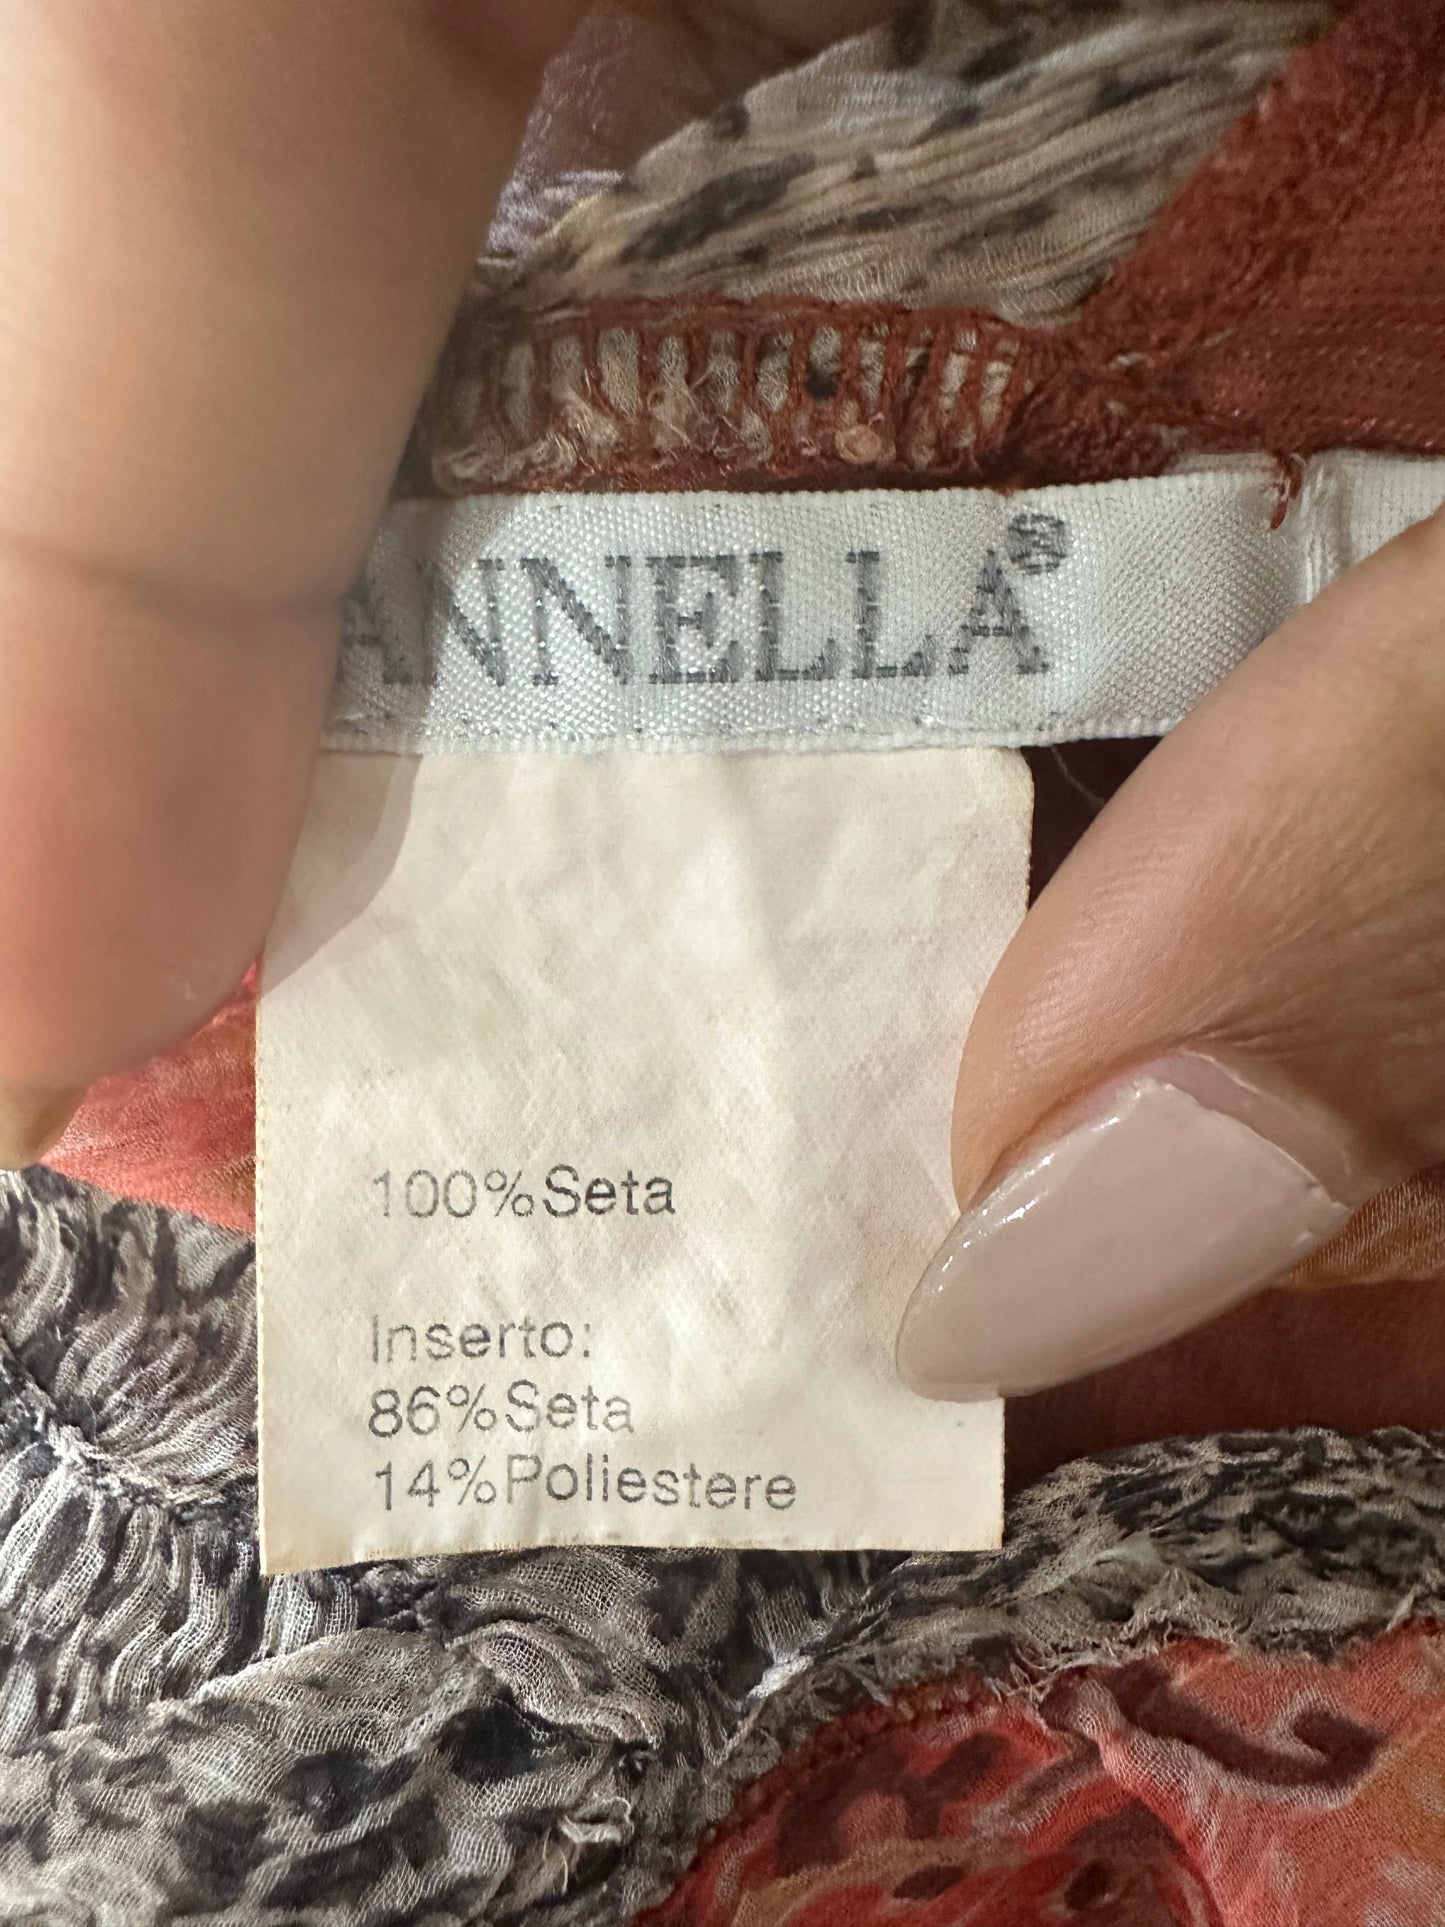 ANNELLA®
100%Seta
Inserto:
86%Seta
14%Poliestere